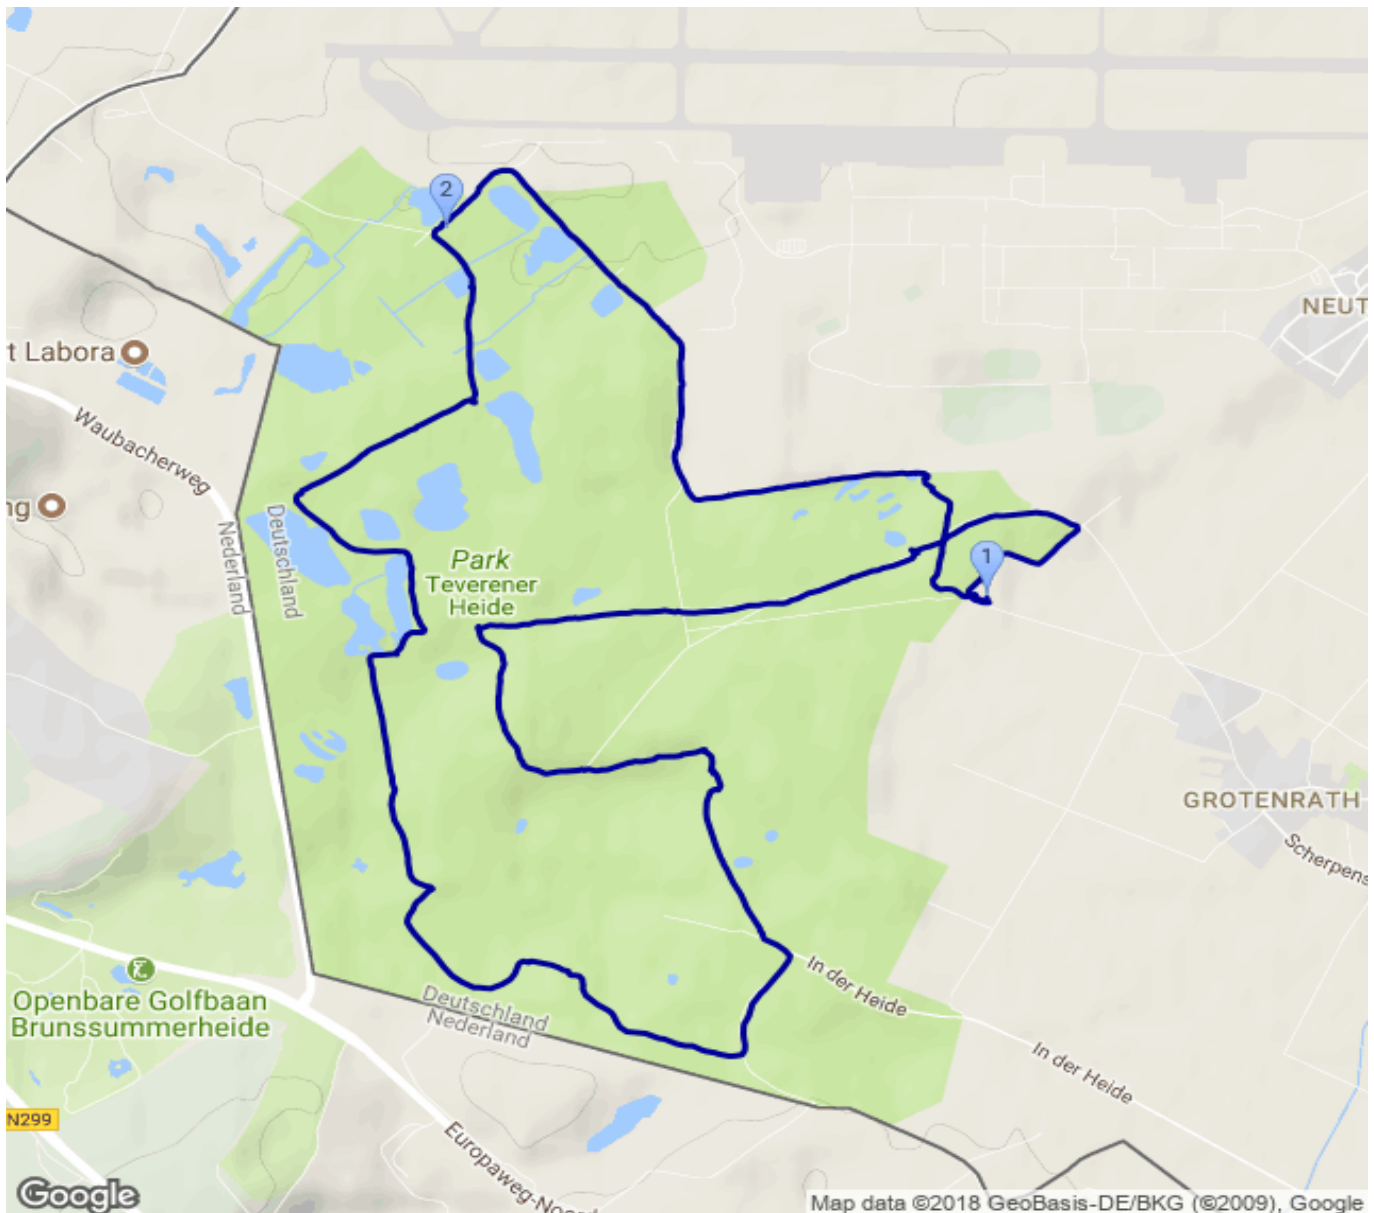 2
NEUT
t Labora
Waubacherweg
ng
Deutschland
Nederland
Park
Teverener
Heide
1
GROTENRATH
Scherpens
In der Heide
Openbare Golfbaan
Brunssummerheide
Deutschland
Nederland
In der Heide
N299
Europaweg-Noord
Google
Map data ©2018 GeoBasis-DE/BKG (©2009), Google